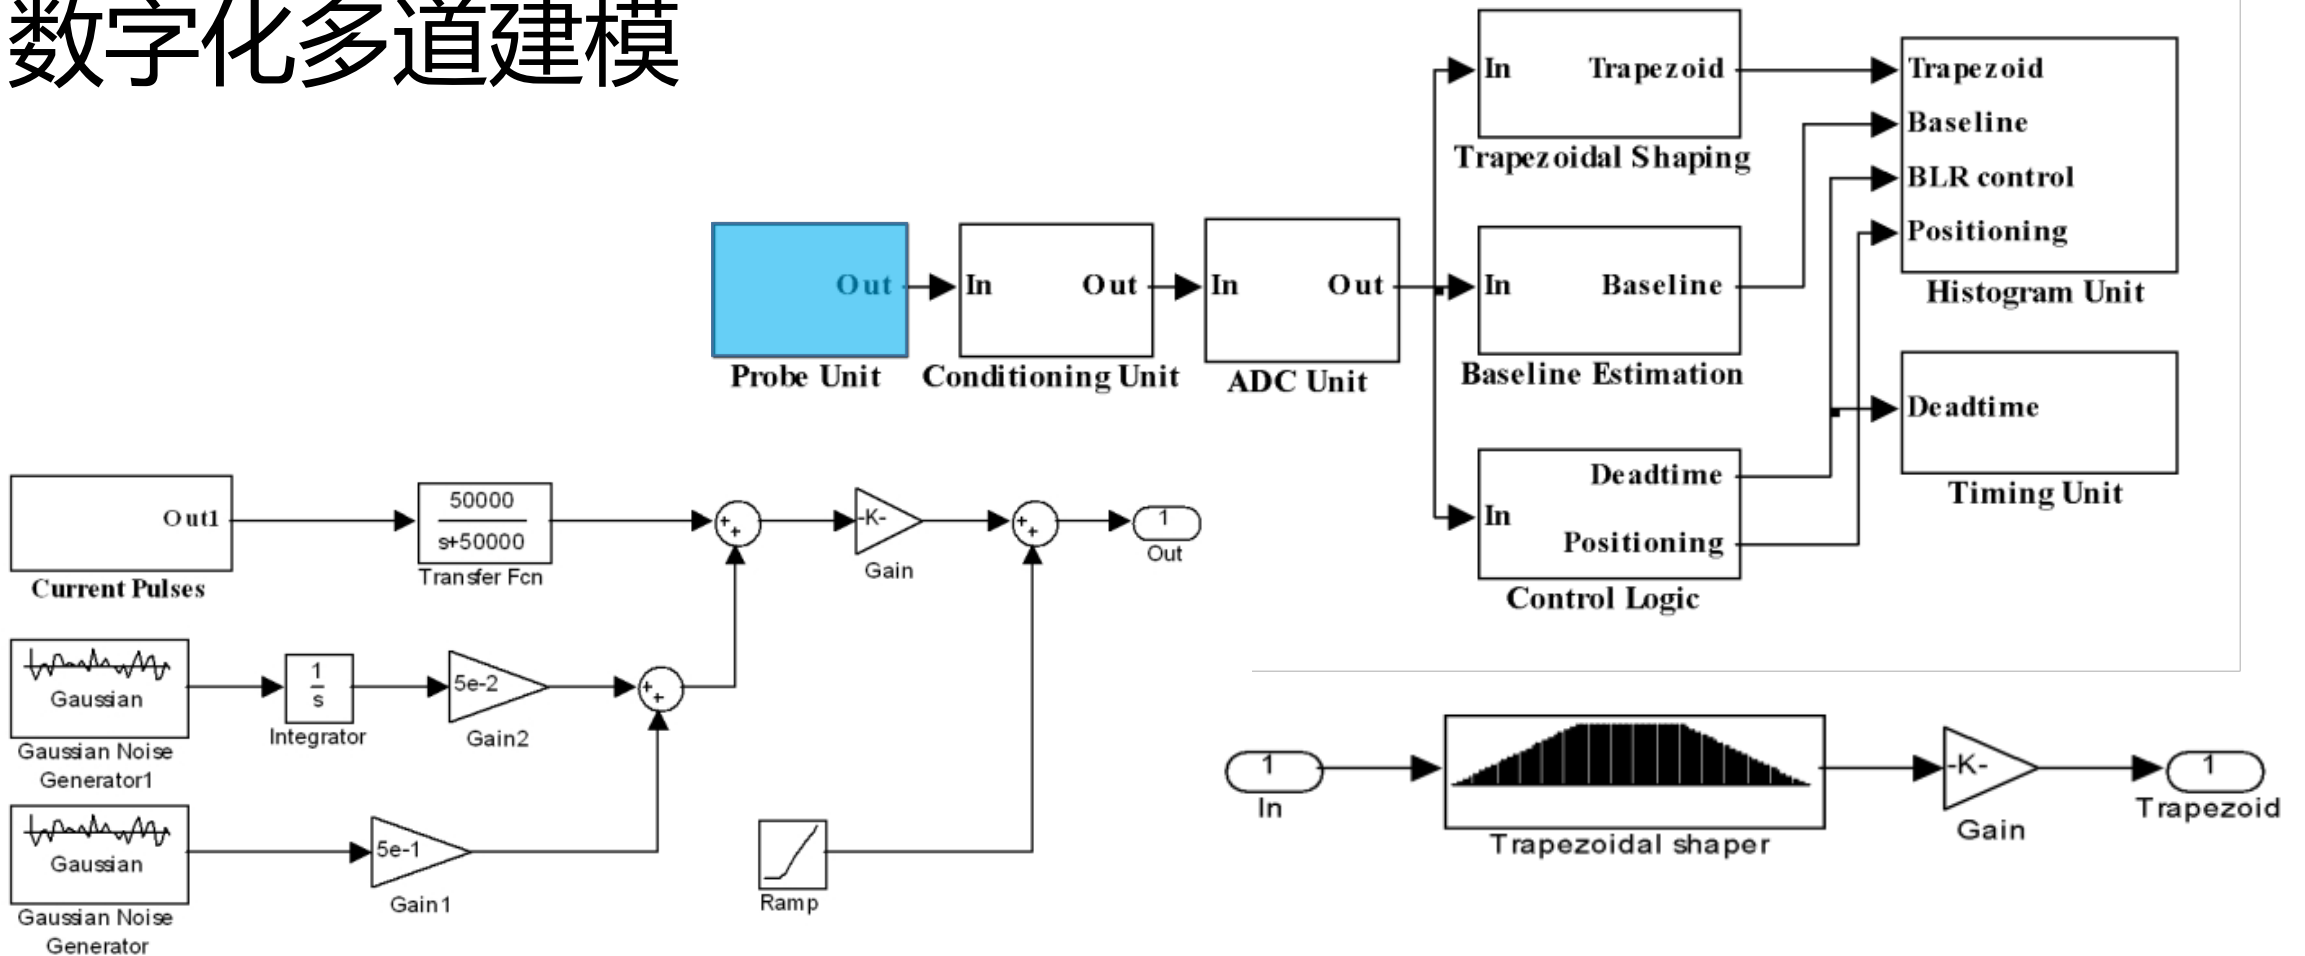 数字化多道建模
In Trapezoid
Trapezoidal Shaping
Trapezoid
Baseline
BLR control
Positioning
Histogram Unit
Out
Probe Unit
In Out
Conditioning Unit
In Out
ADC Unit
In Baseline
Baseline Estimation
Deadtime
Timing Unit
Deadtime
In
Positioning
Control Logic
Out1
Current Pulses
50000
s+50000
Transfer Fcn
+
+
-K-
Gain
+
+
1
Out
Gaussian
Gaussian Noise
Generator1
1
s
Integrator
5e-2
Gain2
+
+
Gaussian
Gaussian Noise
Generator
5e-1
Gain1
Ramp
1
In
Trapezoidal shaper
-K-
Gain
1
Trapezoid